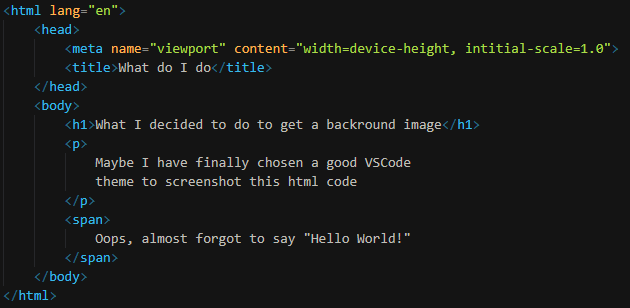 <html lang="en">
<head>
<meta name="viewport" content="width=device-height, intitial-scale=1.0">
<title>What do I do</title>
</head>
<body>
<h1>What I decided to do to get a backround image</h1>
<p>
Maybe I have finally chosen a good VSCode
theme to screenshot this html code
</p>
<span>
Oops, almost forgot to say "Hello World!"
</span>
</body>
</html>